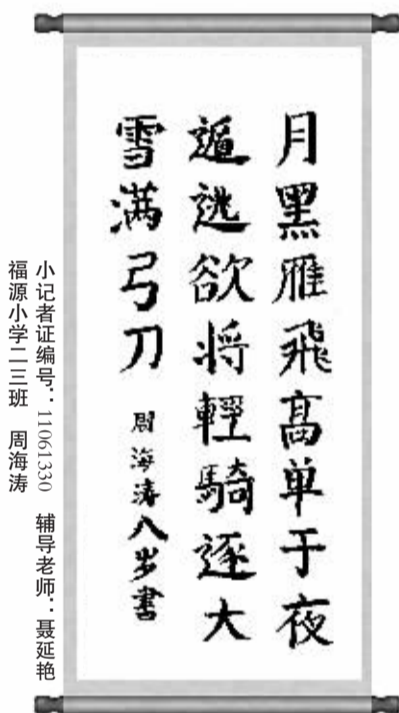 月黑雁飛高单于夜
遁逃欲将輕騎逐大
雪满弓刀 周海涛八岁書
小记者证编号：11061330 辅导老师：聂延艳
福源小学二三班 周海涛